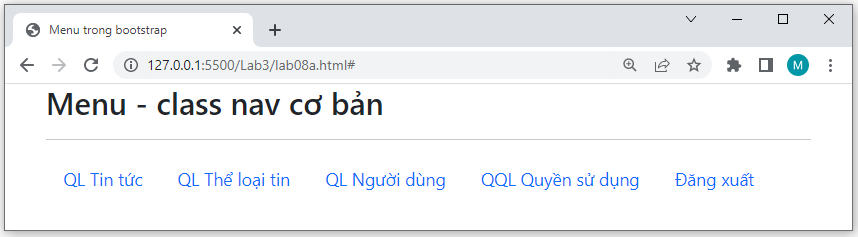 Menu trong bootstrap
127.0.0.1:5500/Lab3/lab08a.html#
M
Menu - class nav cơ bản
QL Tin tức QL Thể loại tin QL Người dùng QQL Quyền sử dụng Đăng xuất